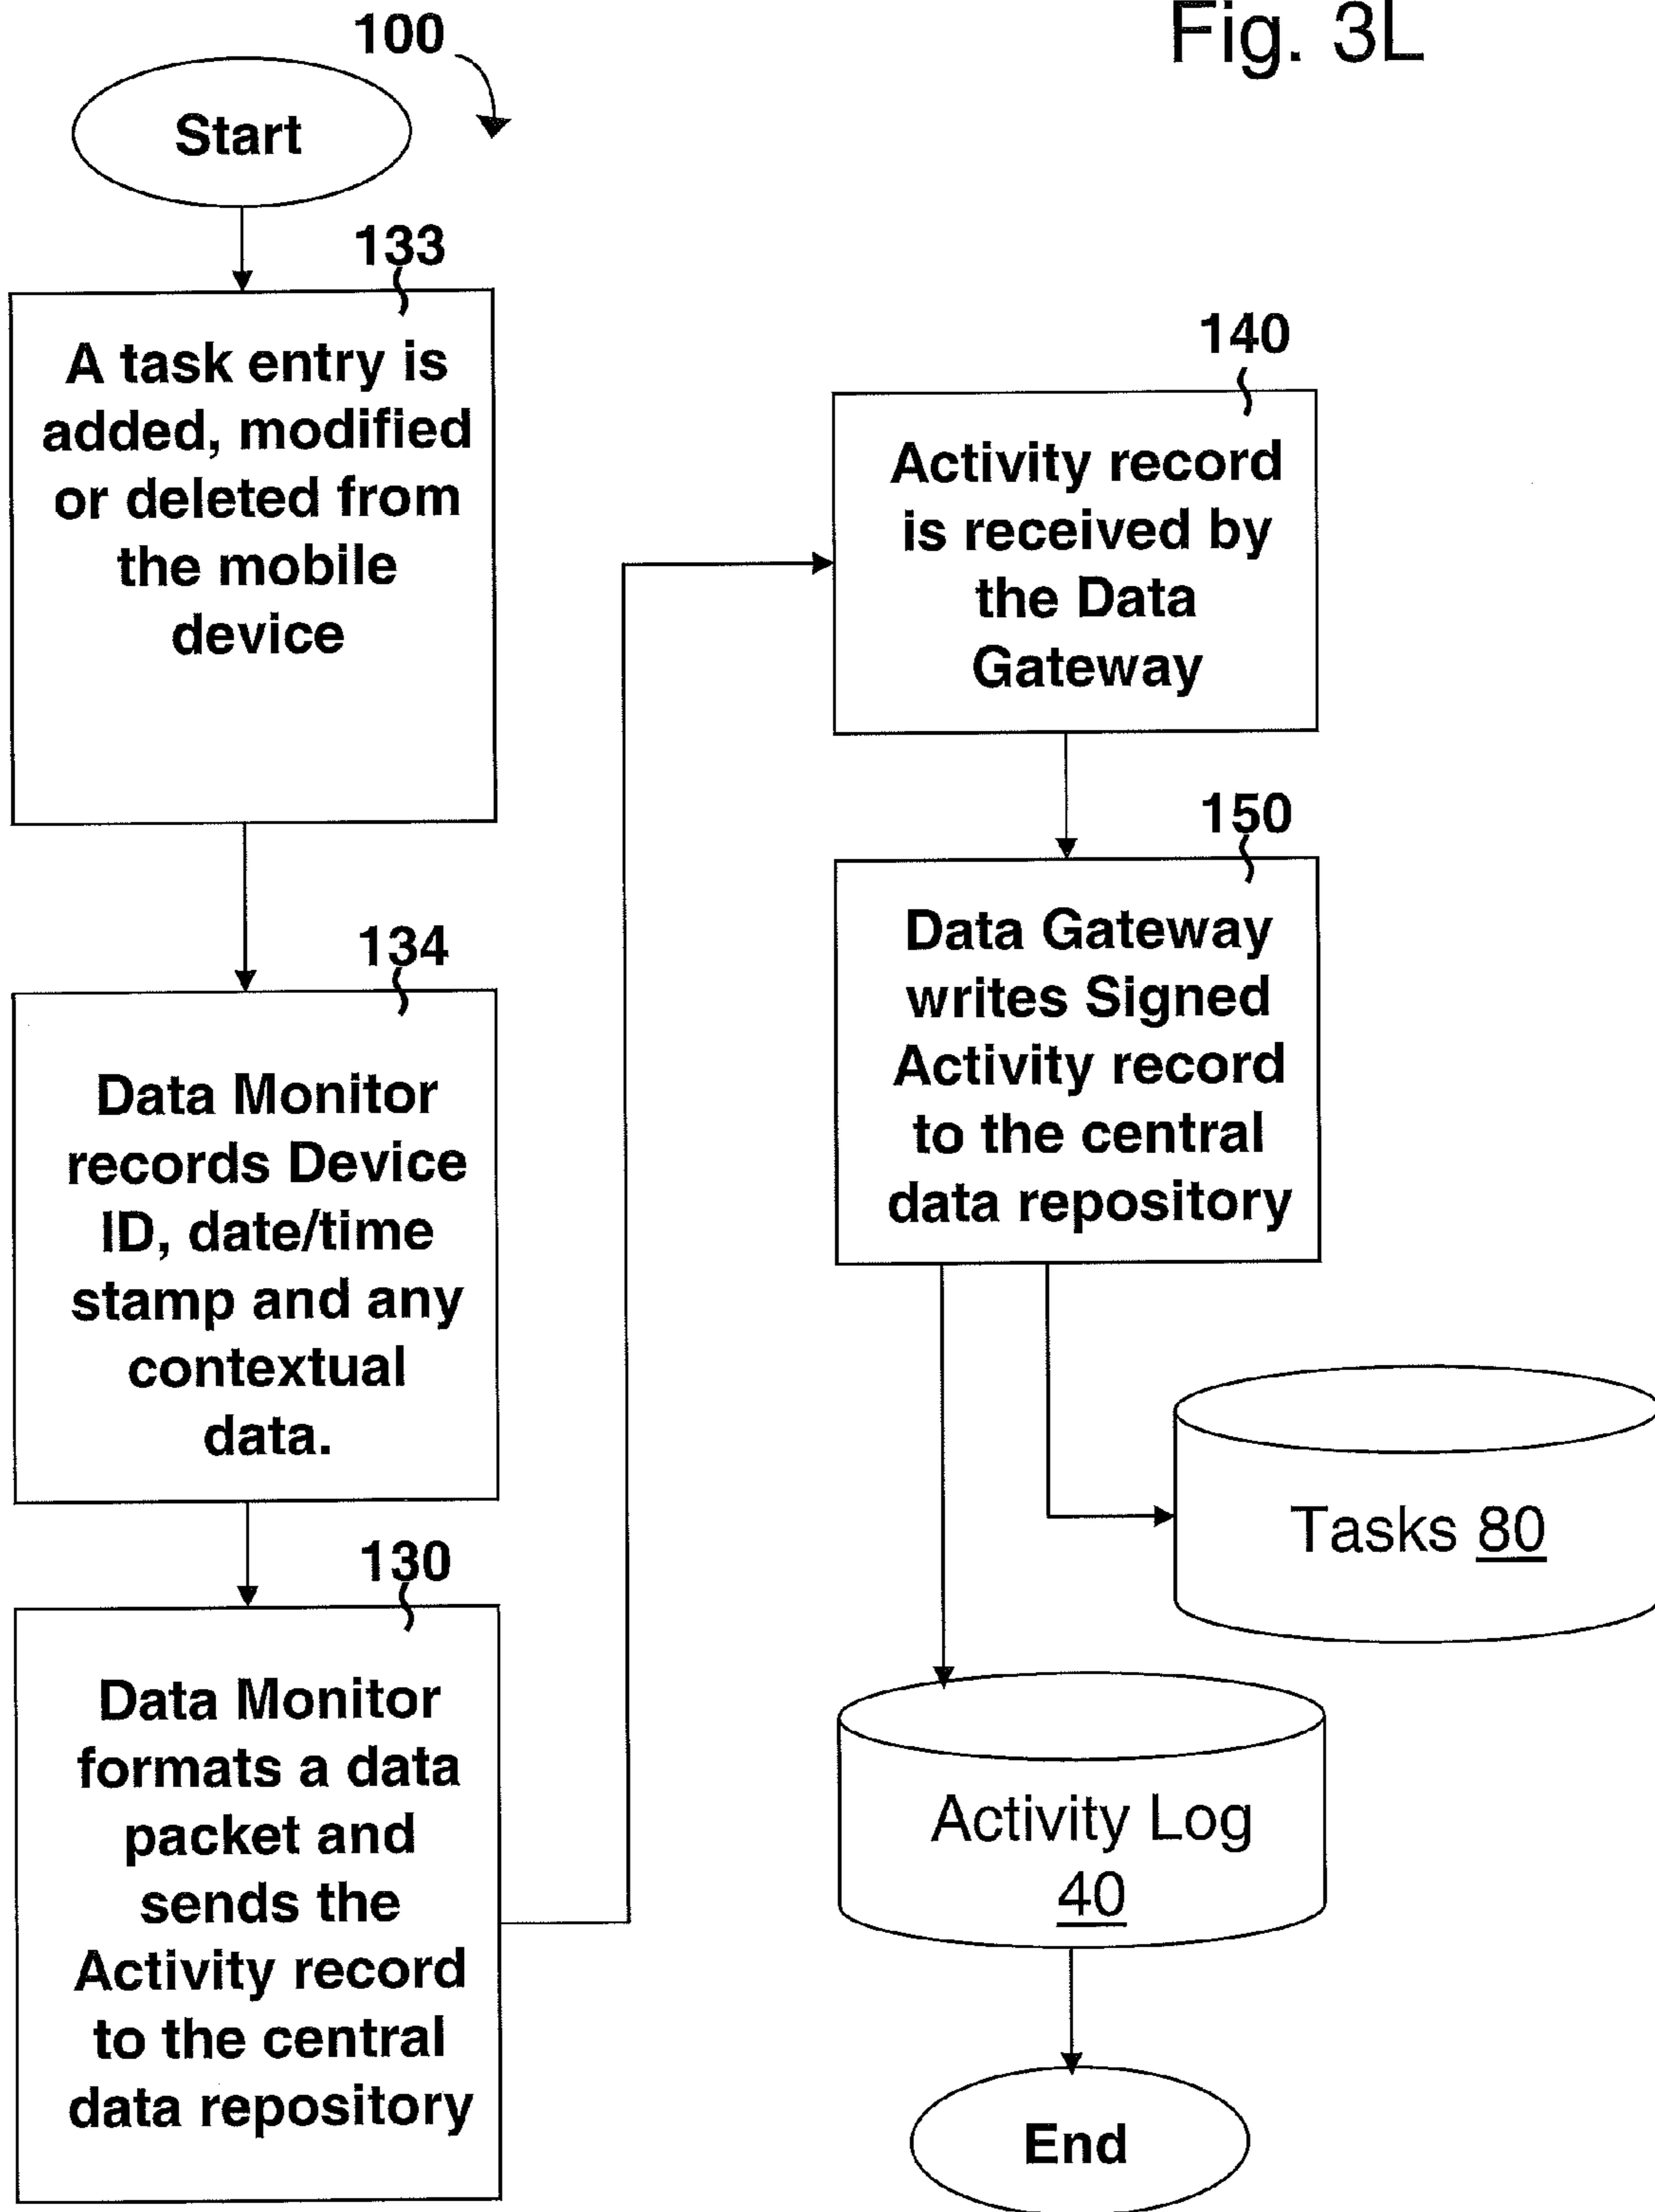 Fig. 3L
100
Start
133
A task entry is
added, modified
or deleted from
the mobile
device
134
Data Monitor
records Device
ID, date/time
stamp and any
contextual
data.
130
Data Monitor
formats a data
packet and
sends the
Activity record
to the central
data repository
140
Activity record
is received by
the Data
Gateway
150
Data Gateway
writes Signed
Activity record
to the central
data repository
Tasks 80
Activity Log
40
End